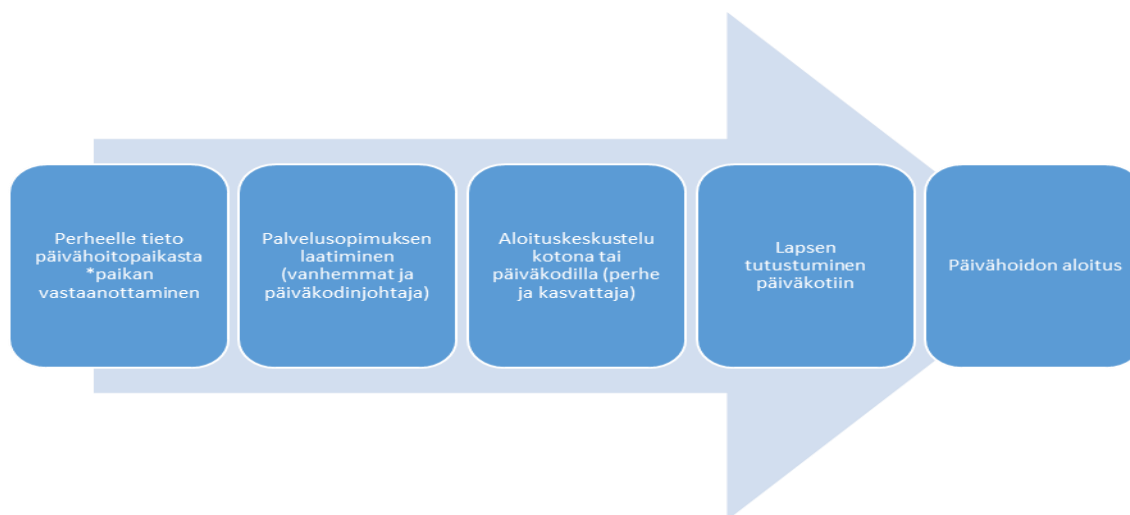 Perheelle tieto
päivähoitopaikasta
*paikan
vastaanottaminen
Palvelusopimuksen
laatiminen
(vanhemmat ja
päiväkodinjohtaja)
Aloituskeskustelu
kotona tai
päiväkodilla (perhe
ja kasvattaja)
Lapsen
tutustuminen
päiväkotiin
Päivähoidon aloitus